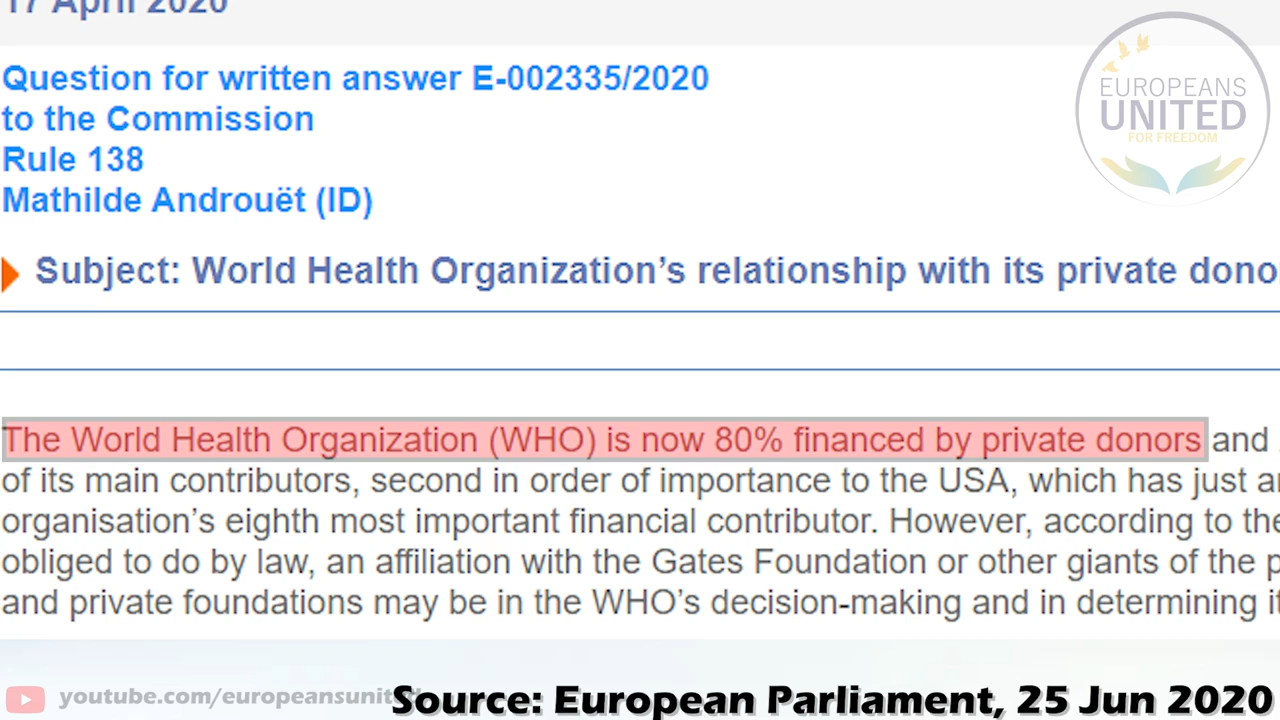 17 April 2020
EUROPEANS
UNITED
FOR FREEDOM
Question for written answer E-002335/2020
to the Commission
Rule 138
Mathilde Androuët (ID)
Subject: World Health Organization’s relationship with its private dono
The World Health Organization (WHO) is now 80% financed by private donors and
of its main contributors, second in order of importance to the USA, which has just
organisation’s eighth most important financial contributor. However, according to the
obliged to do by law, an affiliation with the Gates Foundation or other giants of the p
and private foundations may be in the WHO’s decision-making and in determining it
youtube.com/europeansunited
Source: European Parliament, 25 Jun 2020